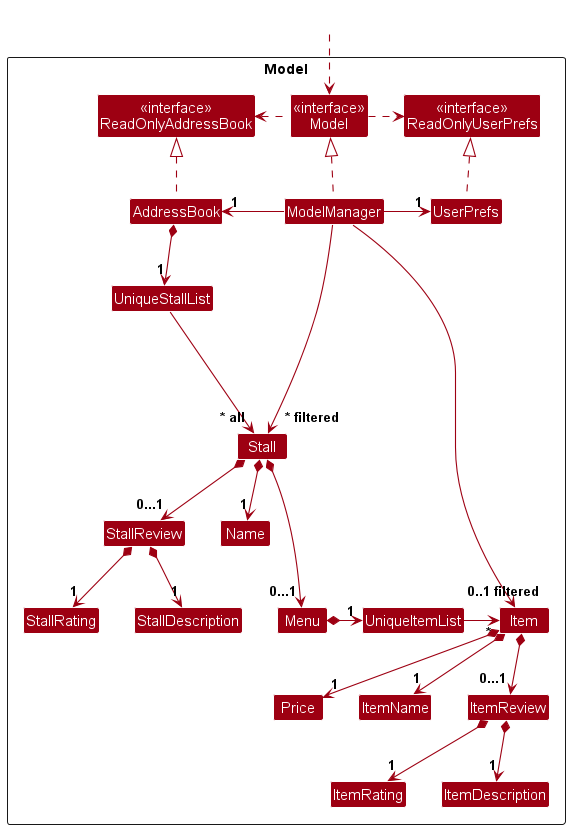 Model
«interface»
ReadOnlyAddressBook
«interface»
Model
«interface»
ReadOnlyUserPrefs
AddressBook
1
ModelManager
1
UserPrefs
1
UniqueStallList
* all
* filtered
Stall
0...1
1
StallReview
Name
1
1
0...1
1
0..1 filtered
StallRating
StallDescription
Menu
UniqueItemList
*
Item
1
1
0...1
Price
ItemName
ItemReview
1
1
ItemRating
ItemDescription